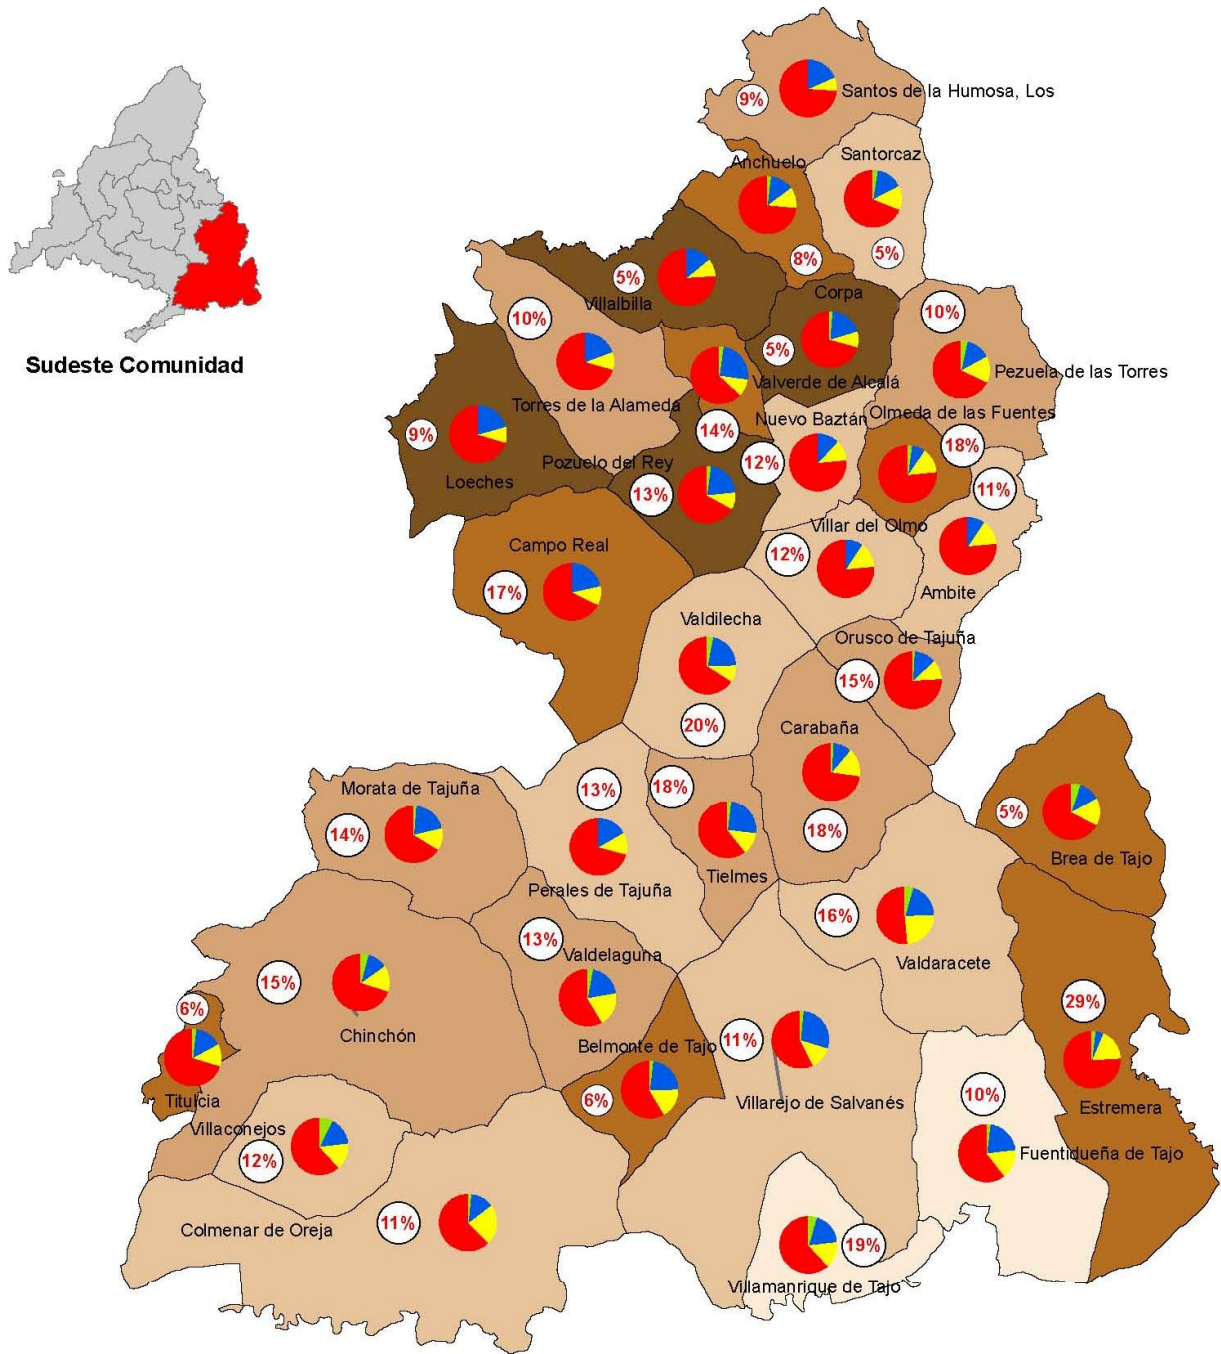 Santos de la Humosa, Los
9%
Anchuelo
Santorcaz
8%
5%
5%
Villalbilla
Corpa
10%
10%
5%
Sudeste Comunidad
Valverde de Alcalá
Pezuela de las Torres
Torres de la Alameda
Nuevo Baztán
Olmeda de las Fuentes
9%
14%
18%
Pozuelo del Rey
12%
Loeches
13%
11%
Campo Real
Villar del Olmo
12%
17%
Ambite
Valdilecha
Orusco de Tajuña
15%
20%
Carabaña
Morata de Tajuña
13%
18%
14%
18%
5%
Brea de Tajo
Perales de Tajuña
Tielmes
16%
13%
Valdelaguna
Valdaracete
15%
29%
6%
Chinchón
11%
Belmonte de Tajo
Titulcia
6%
Villarejo de Salvanés
10%
Estremera
Villaconejos
12%
Fuentidueña de Tajo
Colmenar de Oreja
11%
19%
Villamanrique de Tajo